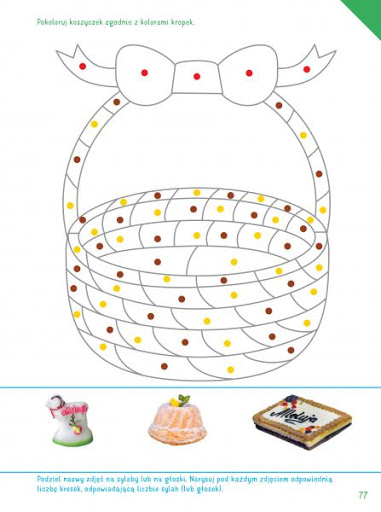 Pokoloruj koszyczek zgodnie z kolorami kropek.
Alleluja
Podziel nazwy zdjęć na sylaby lub na głoski. Narysuj pod każdym zdjęciem odpowiednią
liczbę kresek, odpowiadającą liczbie sylab (lub głosek).
77